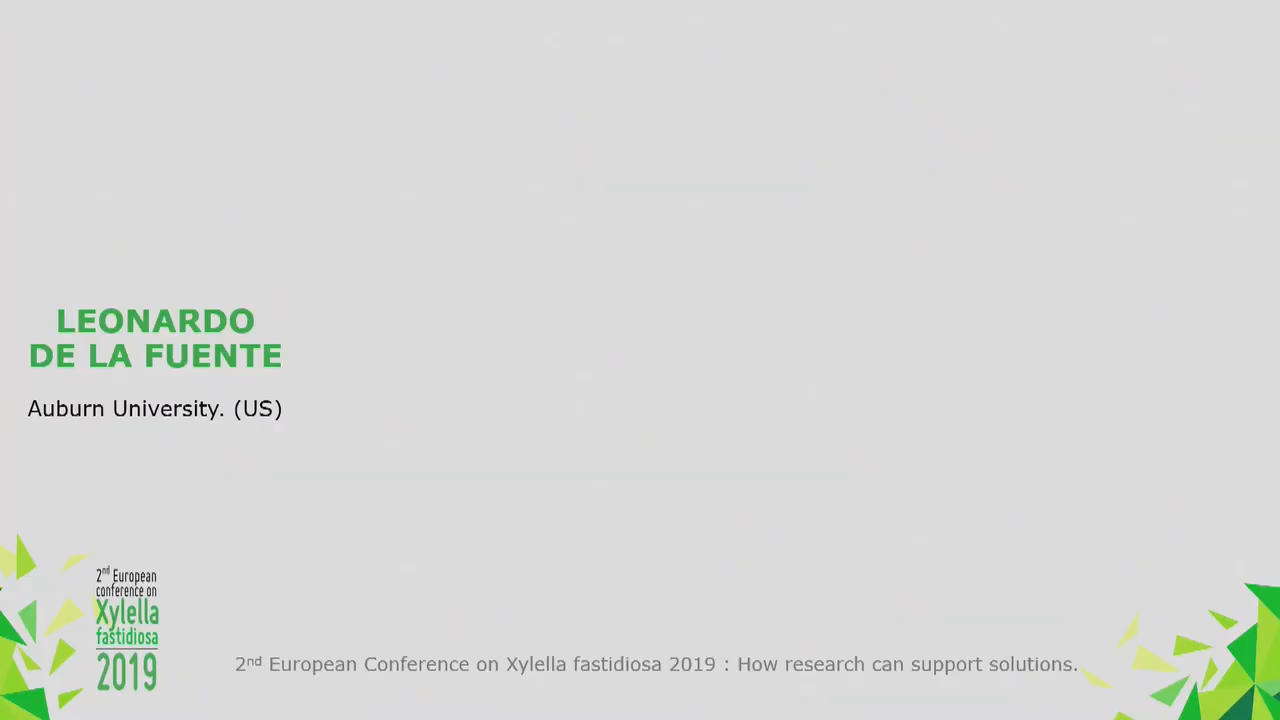 LEONARDO
DE LA FUENTE
Auburn University. (US)
2nd European
conference on
Xylella
fastidiosa
2019
2nd European Conference on Xylella fastidiosa 2019 : How research can support solutions.